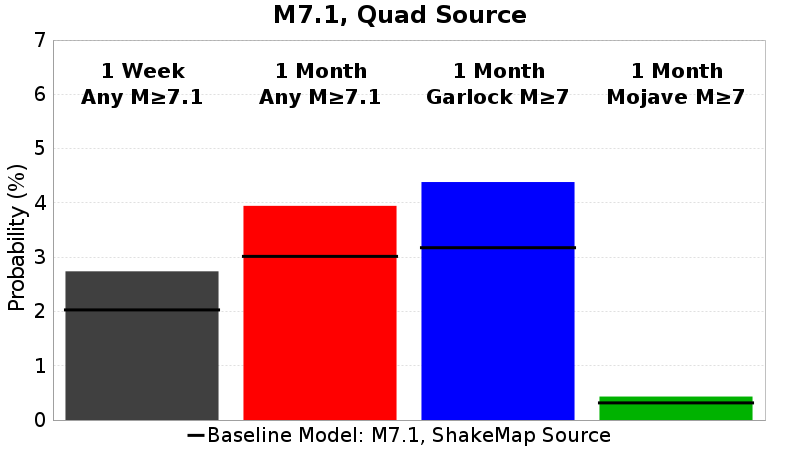 M7.1, Quad Source
7
6
5
4
3
2
1
0
Probability (%)
1 Week
Any M≥7.1
1 Month
Any M≥7.1
1 Month
Garlock M≥7
1 Month
Mojave M≥7
Baseline Model: M7.1, ShakeMap Source